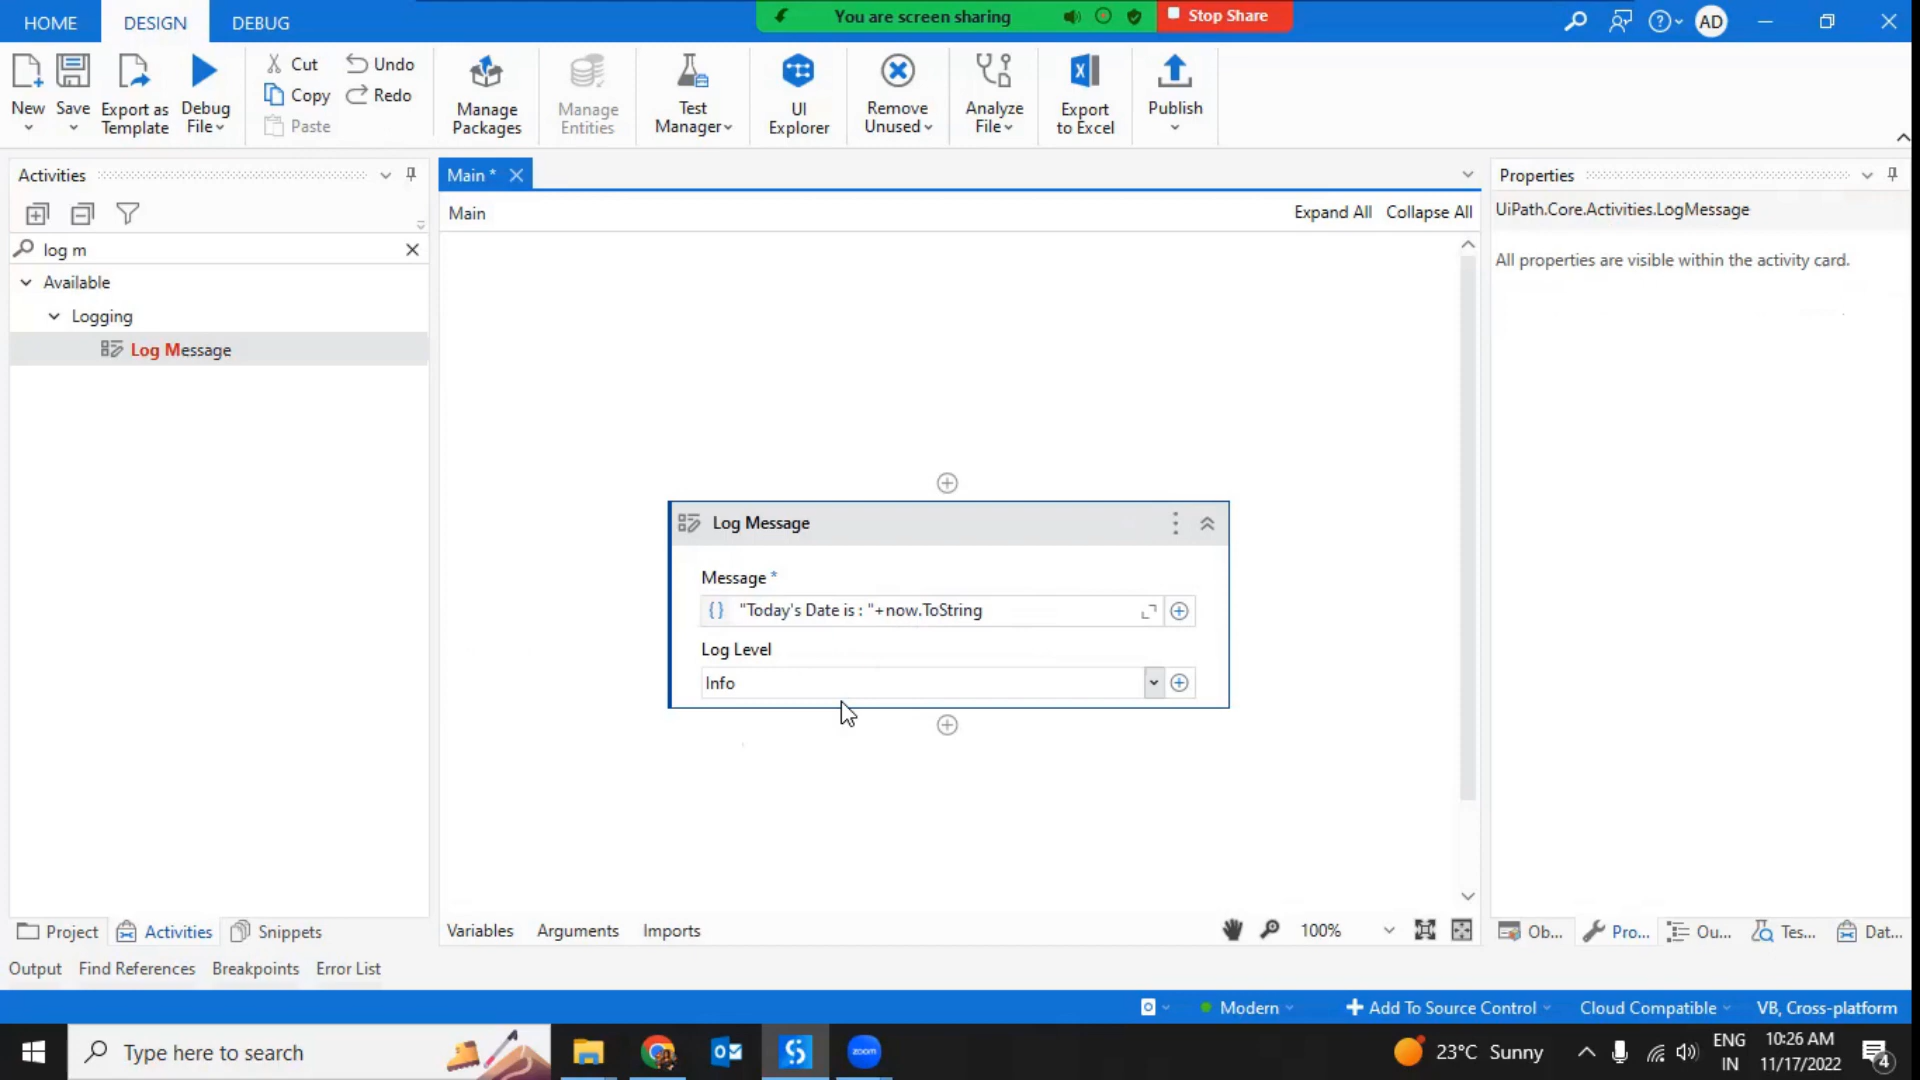 HOME DESIGN DEBUG You are screen sharing Stop Share AD
New Save Export as Template Debug File Cut Copy Paste Undo Redo Manage Packages Manage Entities Test Manager UI Explorer Remove Unused Analyze File Export to Excel Publish
Activities
log m
Available
Logging
Log Message
Main *
Main Expand All Collapse All
Log Message
Message *
{} "Today's Date is : "+now.ToString
Log Level
Info
Properties
UiPath.Core.Activities.LogMessage
All properties are visible within the activity card.
Project Activities Snippets
Variables Arguments Imports 100%
Ob... Pro... Ou... Tes... Dat...
Output Find References Breakpoints Error List
Modern Add To Source Control Cloud Compatible VB, Cross-platform
Type here to search zoom 23°C Sunny ENG IN 10:26 AM 11/17/2022 4